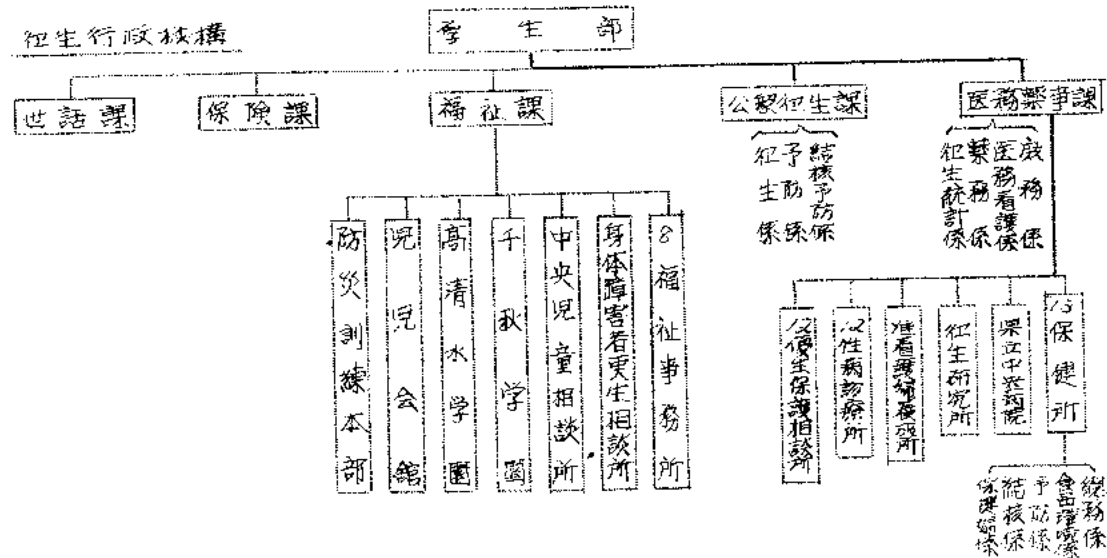 衛生行政機構
厚生部
世話課
保険課
福祉課
公衆衛生課
医務薬事課
結核予防係
予防係
衛生係
庶務係
医務看護係
薬務係
衛生統計係
8福祉事務所
身体障害者更生相談所
中央児童相談所
千秋学園
高清水学園
児童会館
防災訓練本部
保健所
県立中央病院
衛生研究所
准看護婦養成所
性病診療所
優生保護相談所
総務係
予防係
結核係
保健婦係